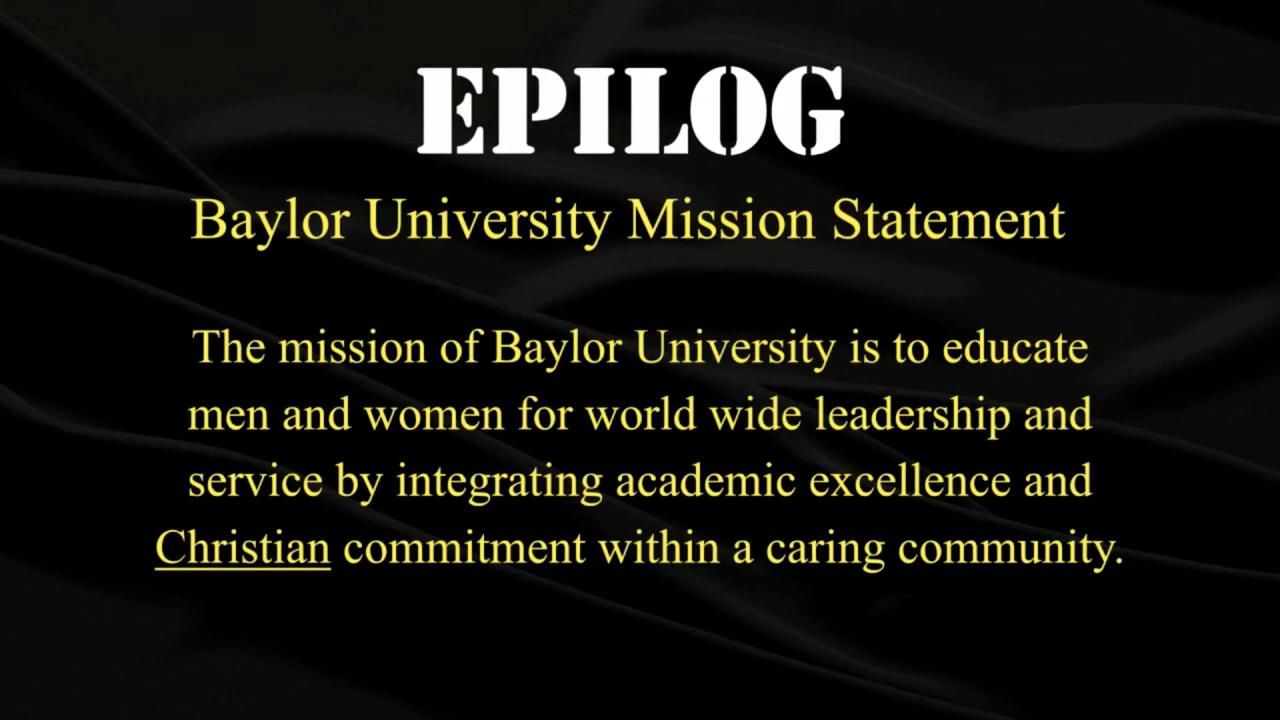 EPILOG
Baylor University Mission Statement
The mission of Baylor University is to educate
men and women for world wide leadership and
service by integrating academic excellence and
Christian commitment within a caring community.